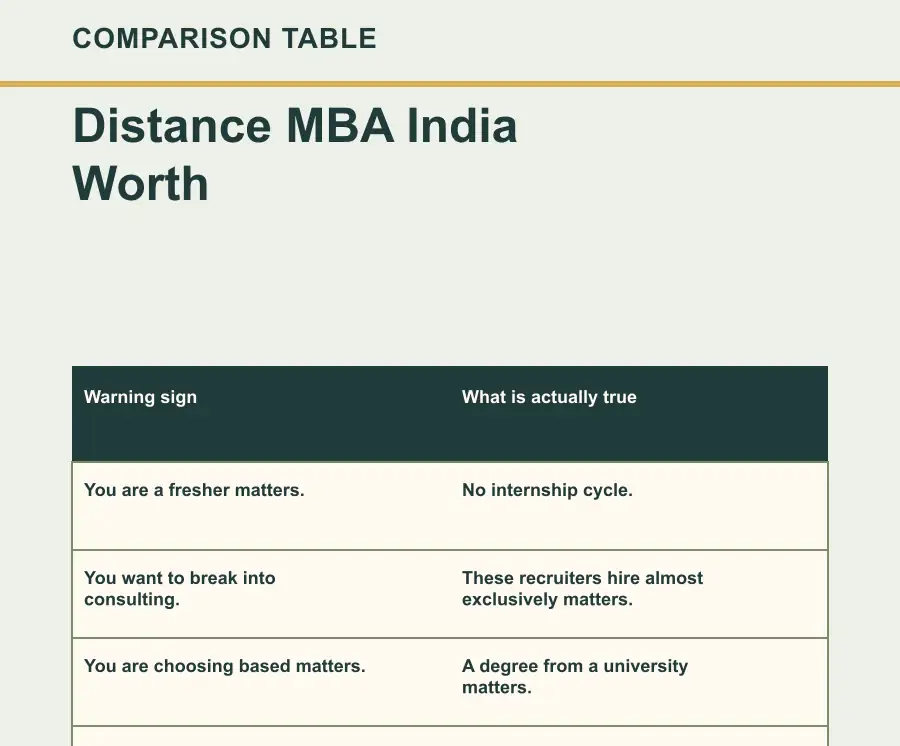 COMPARISON TABLE
Distance MBA India
Worth
Warning sign
What is actually true
You are a fresher matters.
No internship cycle.
You want to break into
consulting.
These recruiters hire almost
exclusively matters.
You are choosing based matters.
A degree from a university
matters.